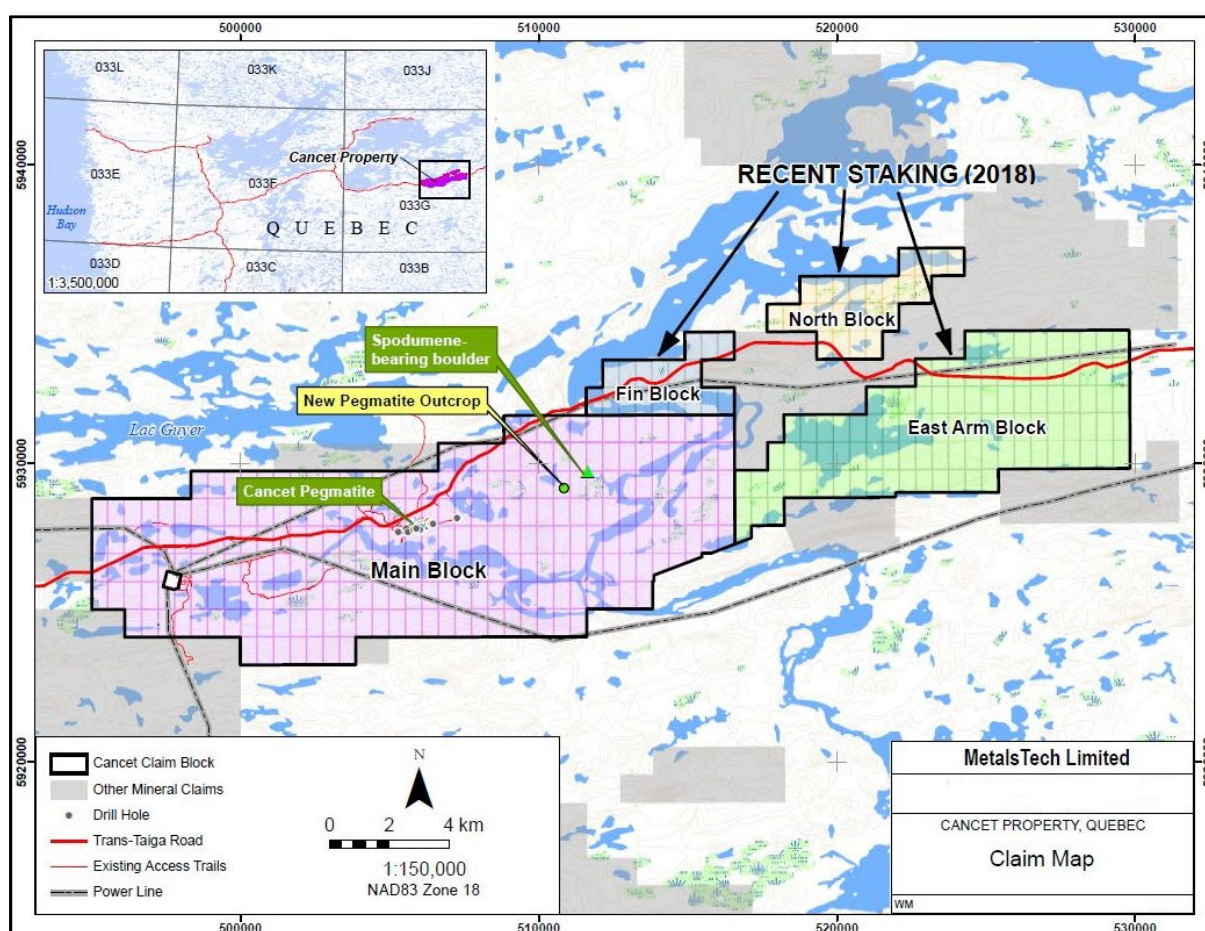 500000
510000
520000
530000
033L
033K
033J
5940000
Cancet Property
033E
033F
033G
Hudson
Bay
QUEBEC
033D
033C
033B
1:3,500,000
RECENT STAKING (2018)
North Block
Spodumene-
bearing boulder
New Pegmatite Outcrop
Fin Block
Lac Guyer
East Arm Block
5930000
Cancet Pegmatite
Main Block
5920000
Cancet Claim Block
Other Mineral Claims
Drill Hole
Trans-Taiga Road
Existing Access Trails
Power Line
N
0 2 4 km
1:150,000
NAD83 Zone 18
MetalsTech Limited
CANCET PROPERTY, QUEBEC
Claim Map
WM
500000
510000
520000
530000